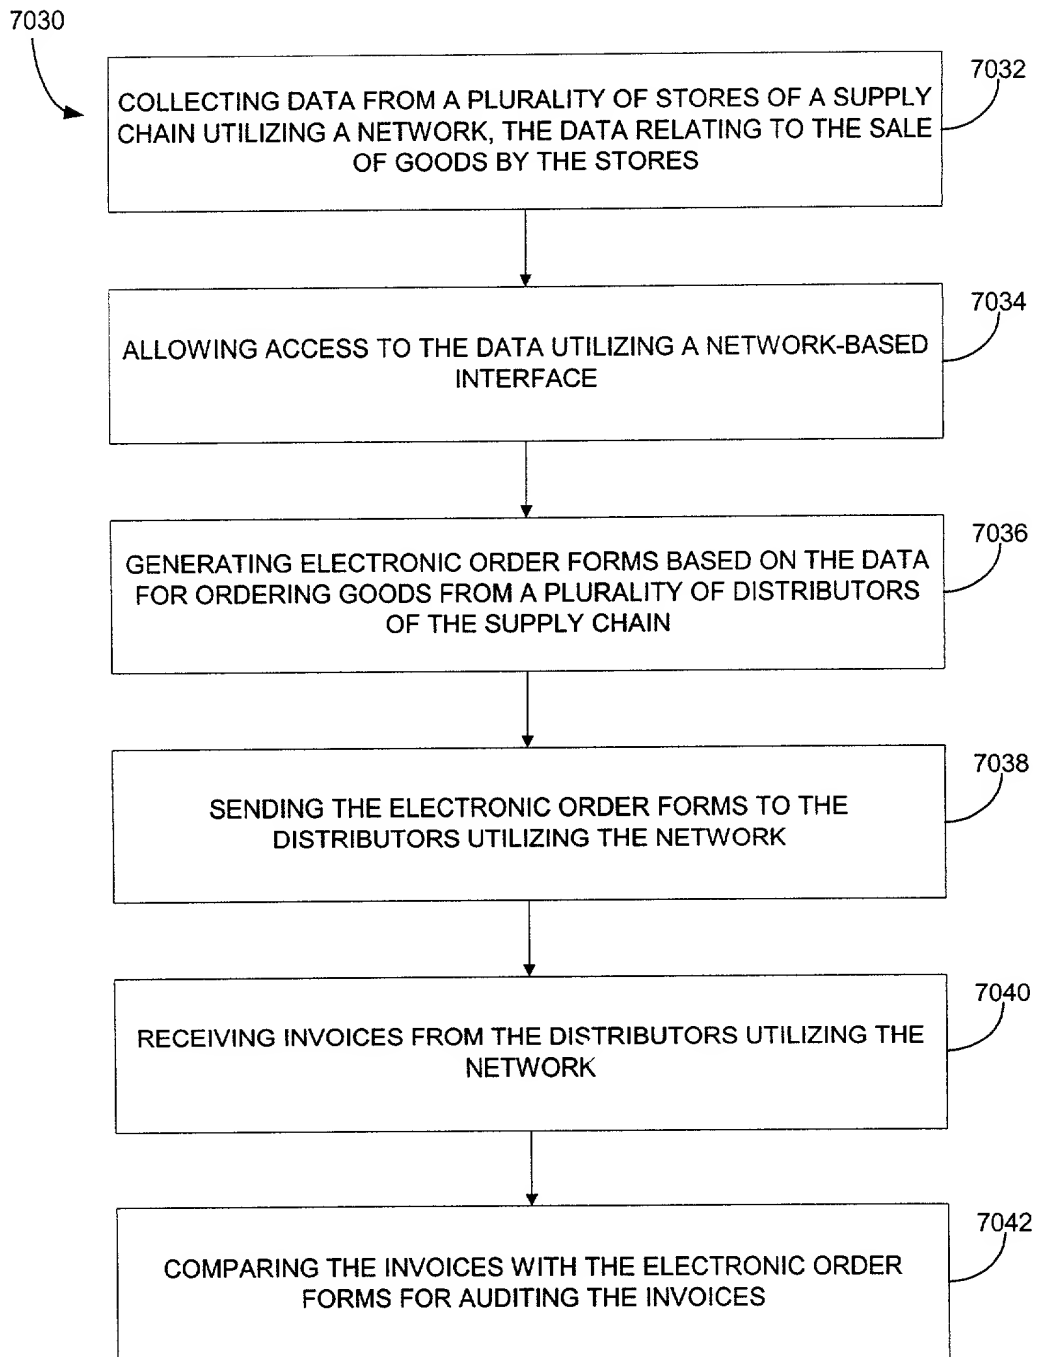 7030
7032
COLLECTING DATA FROM A PLURALITY OF STORES OF A SUPPLY
CHAIN UTILIZING A NETWORK, THE DATA RELATING TO THE SALE
OF GOODS BY THE STORES
7034
ALLOWING ACCESS TO THE DATA UTILIZING A NETWORK-BASED
INTERFACE
7036
GENERATING ELECTRONIC ORDER FORMS BASED ON THE DATA
FOR ORDERING GOODS FROM A PLURALITY OF DISTRIBUTORS
OF THE SUPPLY CHAIN
7038
SENDING THE ELECTRONIC ORDER FORMS TO THE
DISTRIBUTORS UTILIZING THE NETWORK
7040
RECEIVING INVOICES FROM THE DISTRIBUTORS UTILIZING THE
NETWORK
7042
COMPARING THE INVOICES WITH THE ELECTRONIC ORDER
FORMS FOR AUDITING THE INVOICES